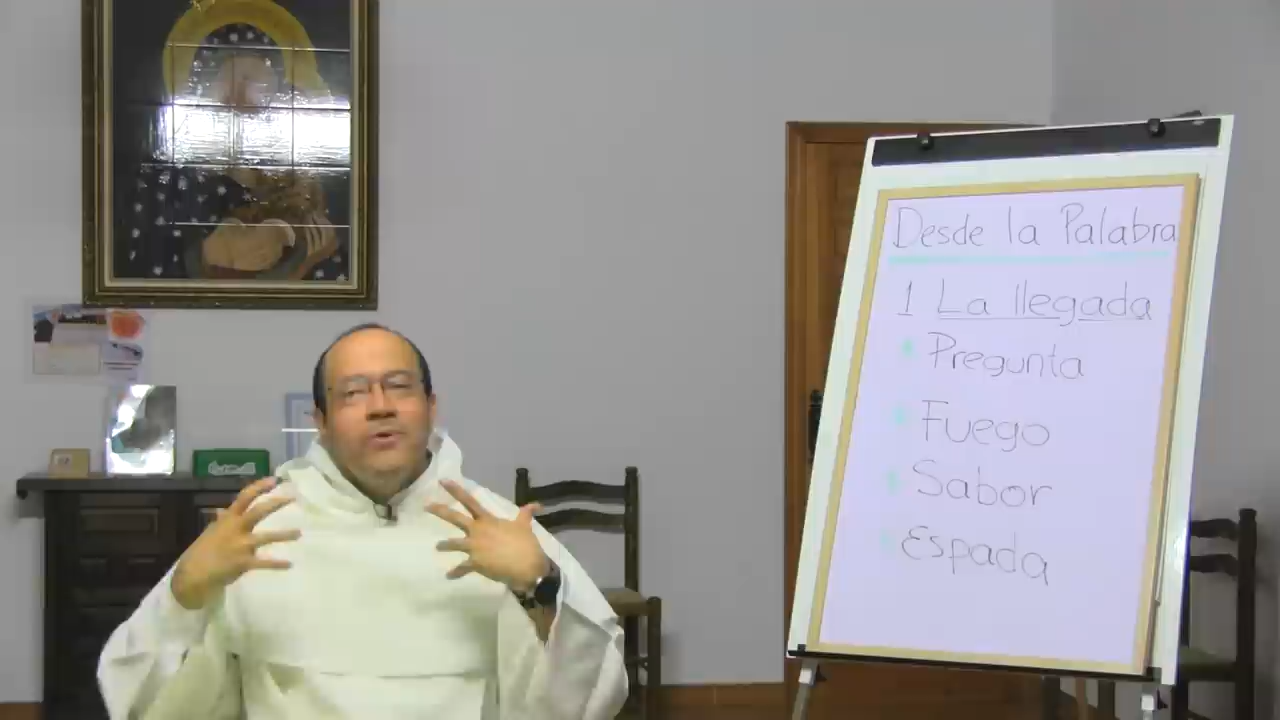 Desde la Palabra
1 La llegada
Pregunta
Fuego
Sabor
Espada